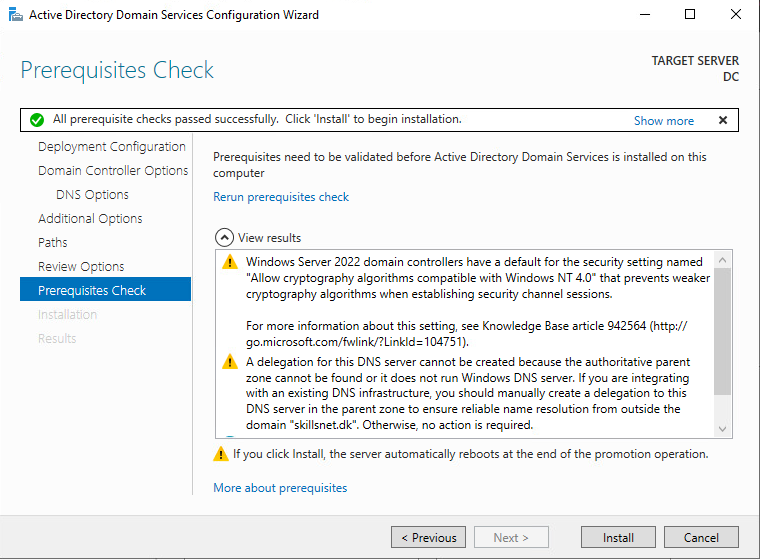 Active Directory Domain Services Configuration Wizard
Prerequisites Check
TARGET SERVER
DC
All prerequisite checks passed successfully.  Click 'Install' to begin installation.
Show more
Deployment Configuration
Domain Controller Options
DNS Options
Additional Options
Paths
Review Options
Prerequisites Check
Installation
Results
Prerequisites need to be validated before Active Directory Domain Services is installed on this
computer
Rerun prerequisites check
View results
Windows Server 2022 domain controllers have a default for the security setting named
"Allow cryptography algorithms compatible with Windows NT 4.0" that prevents weaker
cryptography algorithms when establishing security channel sessions.
For more information about this setting, see Knowledge Base article 942564 (http://
go.microsoft.com/fwlink/?LinkId=104751).
A delegation for this DNS server cannot be created because the authoritative parent
zone cannot be found or it does not run Windows DNS server. If you are integrating
with an existing DNS infrastructure, you should manually create a delegation to this
DNS server in the parent zone to ensure reliable name resolution from outside the
domain "skillsnet.dk". Otherwise, no action is required.
If you click Install, the server automatically reboots at the end of the promotion operation.
More about prerequisites
< Previous
Next >
Install
Cancel